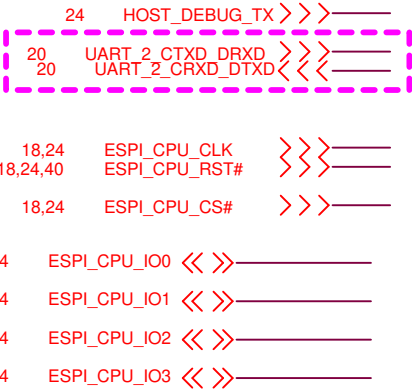 24 HOST_DEBUG_TX
20 UART_2_CTXD_DRXD
20 UART_2_CRXD_DTXD
18,24 ESPI_CPU_CLK
18,24,40 ESPI_CPU_RST#
18,24 ESPI_CPU_CS#
4 ESPI_CPU_IO0
4 ESPI_CPU_IO1
4 ESPI_CPU_IO2
4 ESPI_CPU_IO3